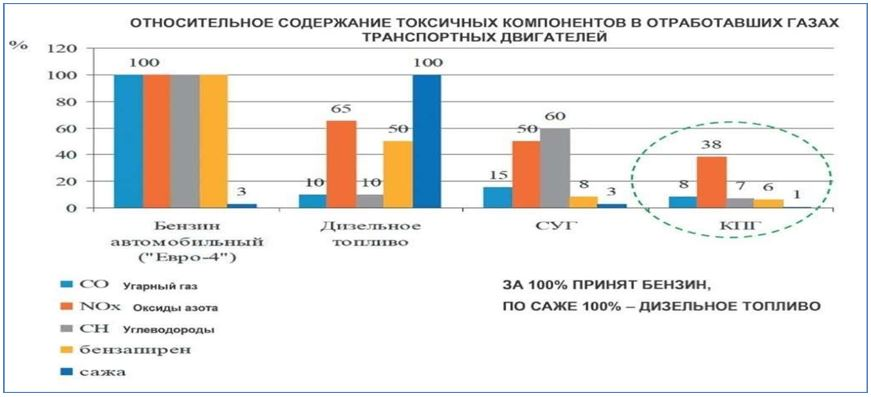 ОТНОСИТЕЛЬНОЕ СОДЕРЖАНИЕ ТОКСИЧНЫХ КОМПОНЕНТОВ В ОТРАБОТАВШИХ ГАЗАХ
ТРАНСПОРТНЫХ ДВИГАТЕЛЕЙ
%
120
100
80
60
40
20
0
100
3
10
65
10
50
100
15
50
60
8
3
8
38
7
6
1
Бензин
автомобильный
("Евро-4")
Дизельное
топливо
СУГ
КПГ
CO Угарный газ
NOx Оксиды азота
CH Углеводороды
бензапирен
сажа
ЗА 100% ПРИНЯТ БЕНЗИН,
ПО САЖЕ 100% – ДИЗЕЛЬНОЕ ТОПЛИВО